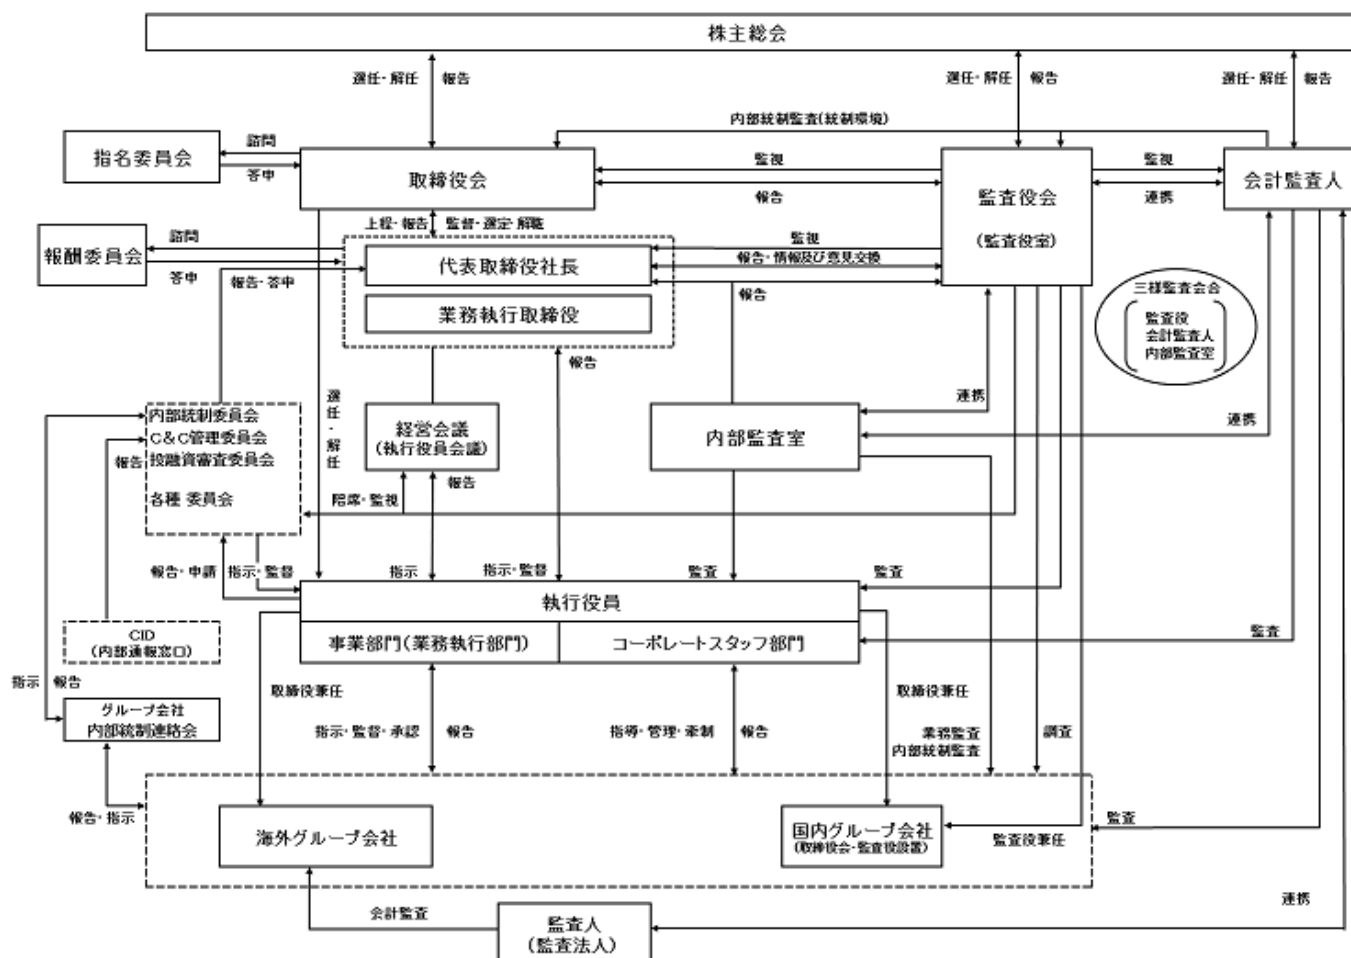 株主総会
選任・解任 報告
選任・解任 報告
選任・解任 報告
内部統制監査(統制環境)
指名委員会
諮問
答申
取締役会
監視
報告
監査役会
(監査役室)
監視
連携
会計監査人
上程・報告 監督・選定・解職
報酬委員会
諮問
答申
報告・答申
代表取締役社長
業務執行取締役
監視
報告・情報及び意見交換
報告
三様監査会合
監査役
会計監査人
内部監査室
報告
選任・解任
内部統制委員会
C&C管理委員会
投融資審査委員会
各種 委員会
報告
経営会議
(執行役員会議)
内部監査室
連携
連携
陪席・監視
報告
報告・申請 指示・監督
指示
指示・監督
監査
監査
執行役員
事業部門(業務執行部門)
コーポレートスタッフ部門
監査
CID
(内部通報窓口)
指示 報告
グループ会社
内部統制連絡会
取締役兼任
取締役兼任
指示・監督・承認 報告
指導・管理・牽制 報告
業務監査
内部統制監査
調査
報告・指示
海外グループ会社
国内グループ会社
(取締役会・監査役設置)
監査役兼任
監査
会計監査
監査人
(監査法人)
連携